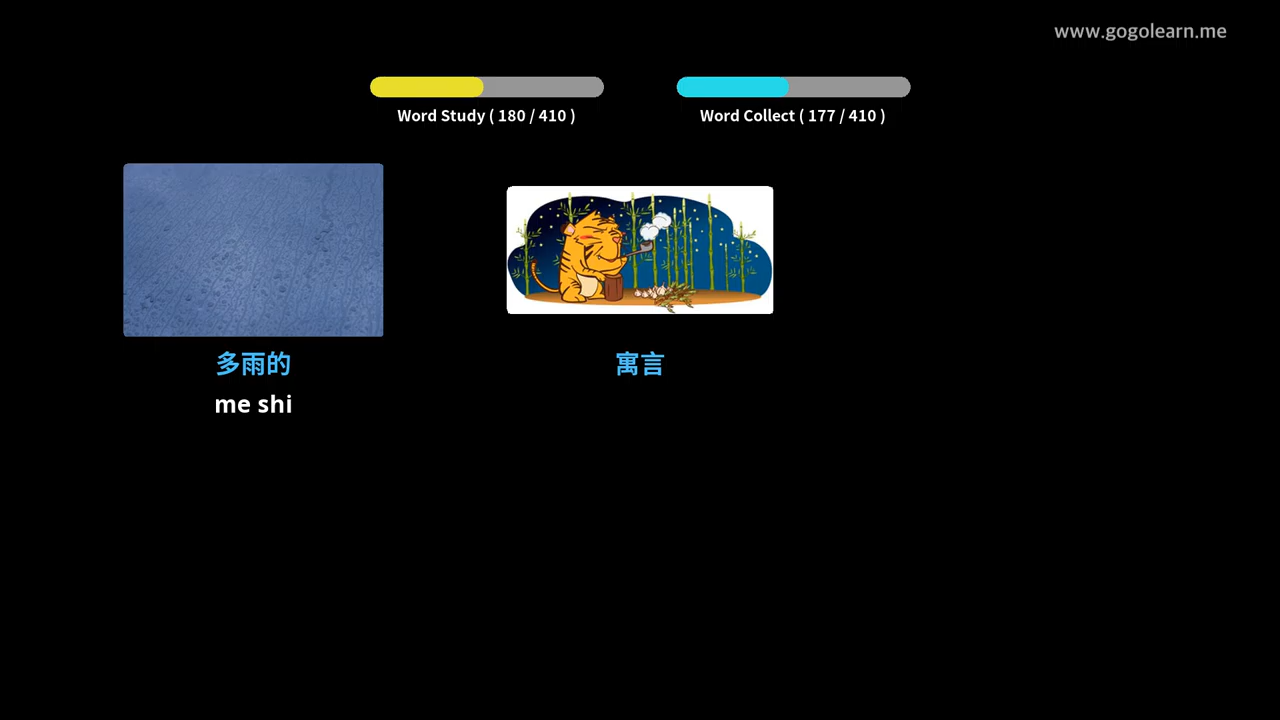 www.gogolearn.me
Word Study ( 180 / 410 )
Word Collect ( 177 / 410 )
多雨的
me shi
寓言